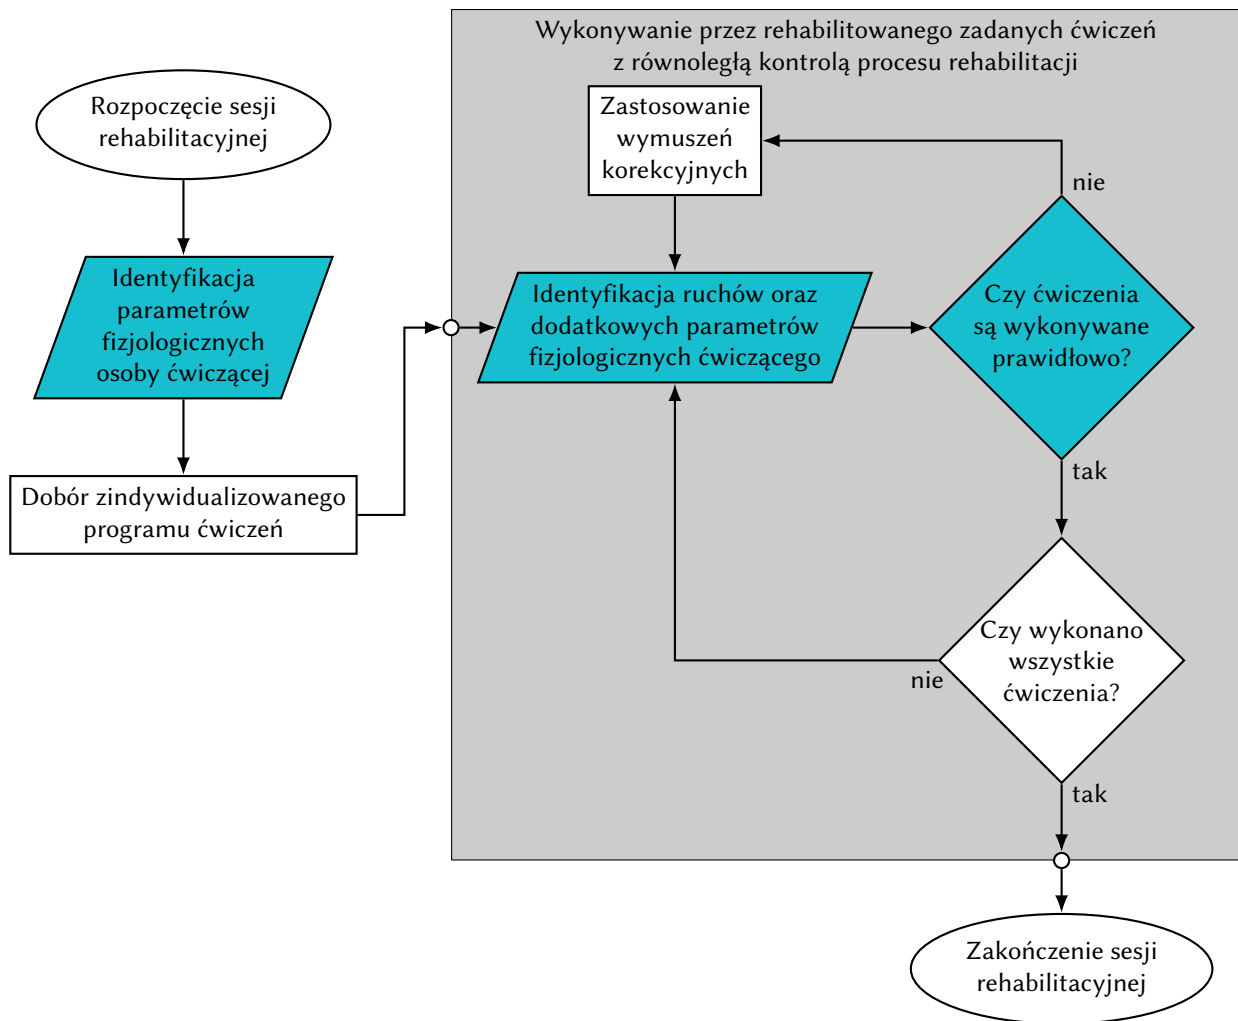 Wykonywanie przez rehabilitowanego zadanych ćwiczeń
z równoległą kontrolą procesu rehabilitacji
Rozpoczęcie sesji
rehabilitacyjnej
Identyfikacja
parametrów
fizjologicznych
osoby ćwiczącej
Dobór zindywidualizowanego
programu ćwiczeń
Zastosowanie
wymuszeń
korekcyjnych
nie
Identyfikacja ruchów oraz
dodatkowych parametrów
fizjologicznych ćwiczącego
Czy ćwiczenia
są wykonywane
prawidłowo?
tak
Czy wykonano
wszystkie
ćwiczenia?
nie
tak
Zakończenie sesji
rehabilitacyjnej